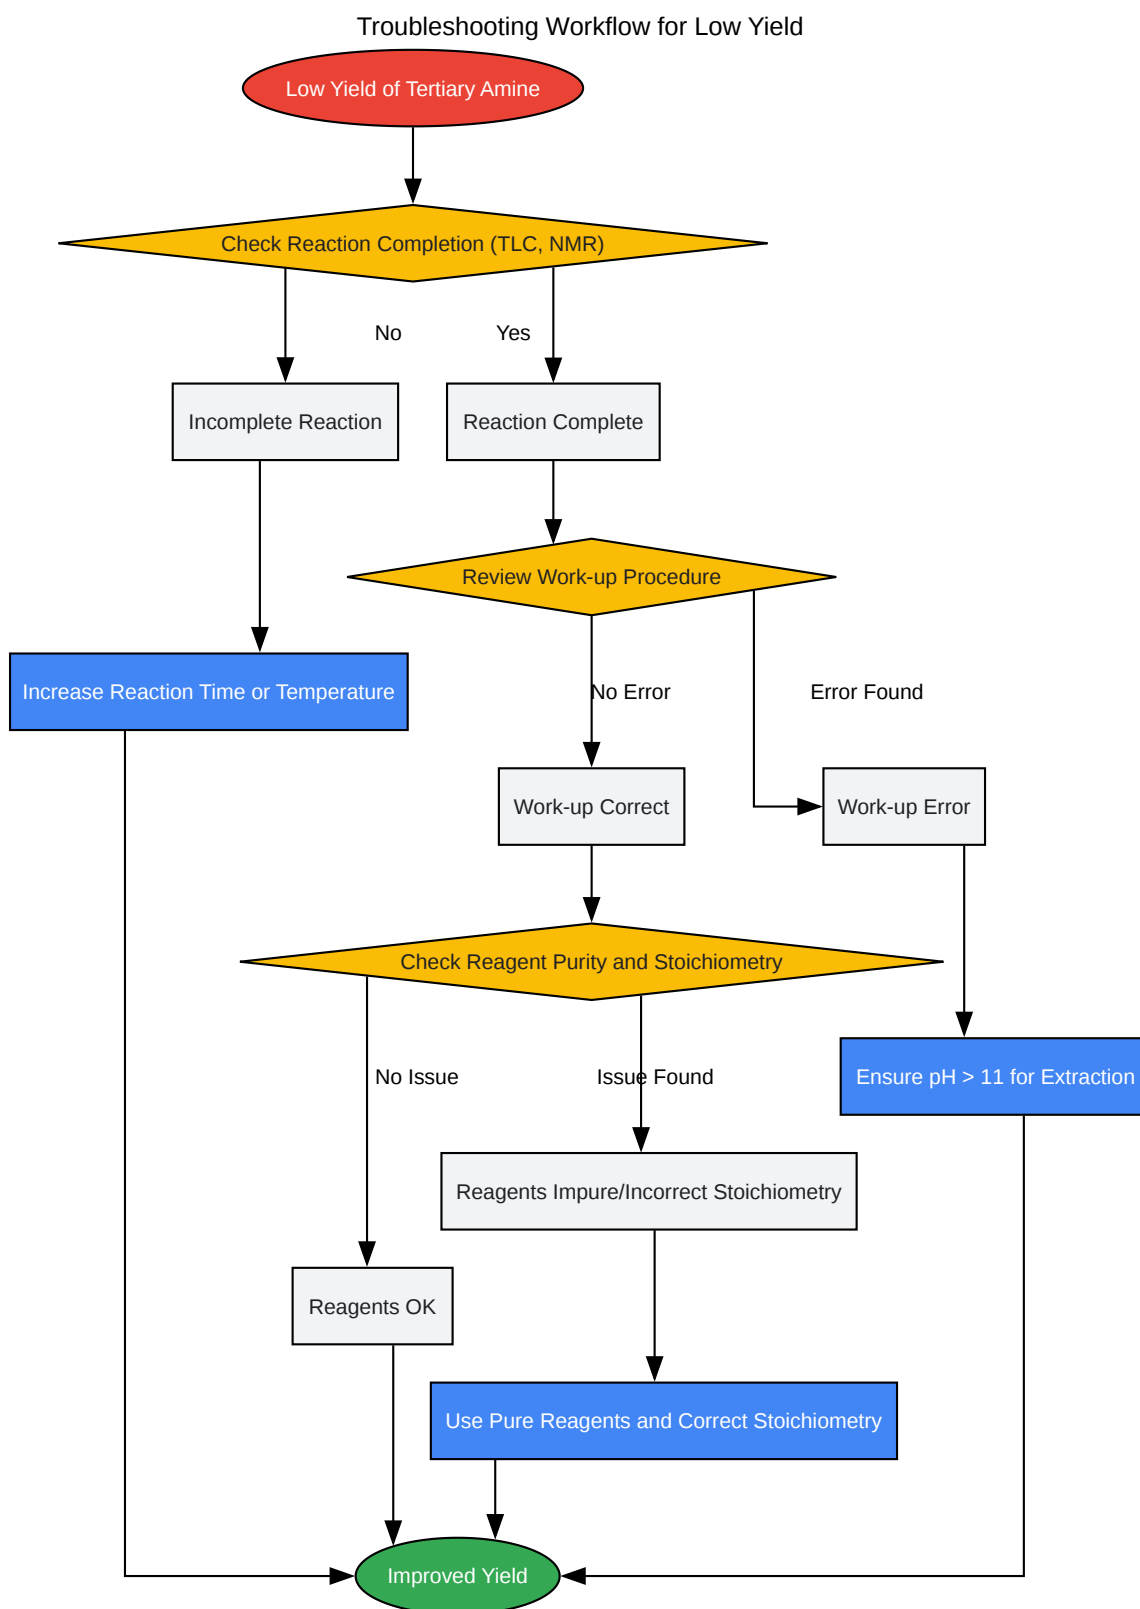 Troubleshooting Workflow for Low Yield
Low Yield of Tertiary Amine
Check Reaction Completion (TLC, NMR)
No
Yes
Incomplete Reaction
Reaction Complete
Review Work-up Procedure
Increase Reaction Time or Temperature
No Error
Error Found
Work-up Correct
Work-up Error
Check Reagent Purity and Stoichiometry
No Issue
Issue Found
Ensure pH > 11 for Extraction
Reagents Impure/Incorrect Stoichiometry
Reagents OK
Use Pure Reagents and Correct Stoichiometry
Improved Yield